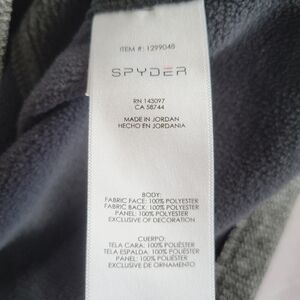 ITEM #: 1299048
SPYDER
RN 143097
CA 58744
MADE IN JORDAN
HECHO EN JORDANIA
BODY:
FABRIC FACE: 100% POLYESTER
FABRIC BACK: 100% POLYESTER
PANEL: 100% POLYESTER
EXCLUSIVE OF DECORATION
CUERPO:
TELA CARA: 100% POLIÉSTER
TELA ESPALDA: 100% POLIÉSTER
PANEL: 100% POLIÉSTER
EXCLUSIVE DE ORNAMENTO